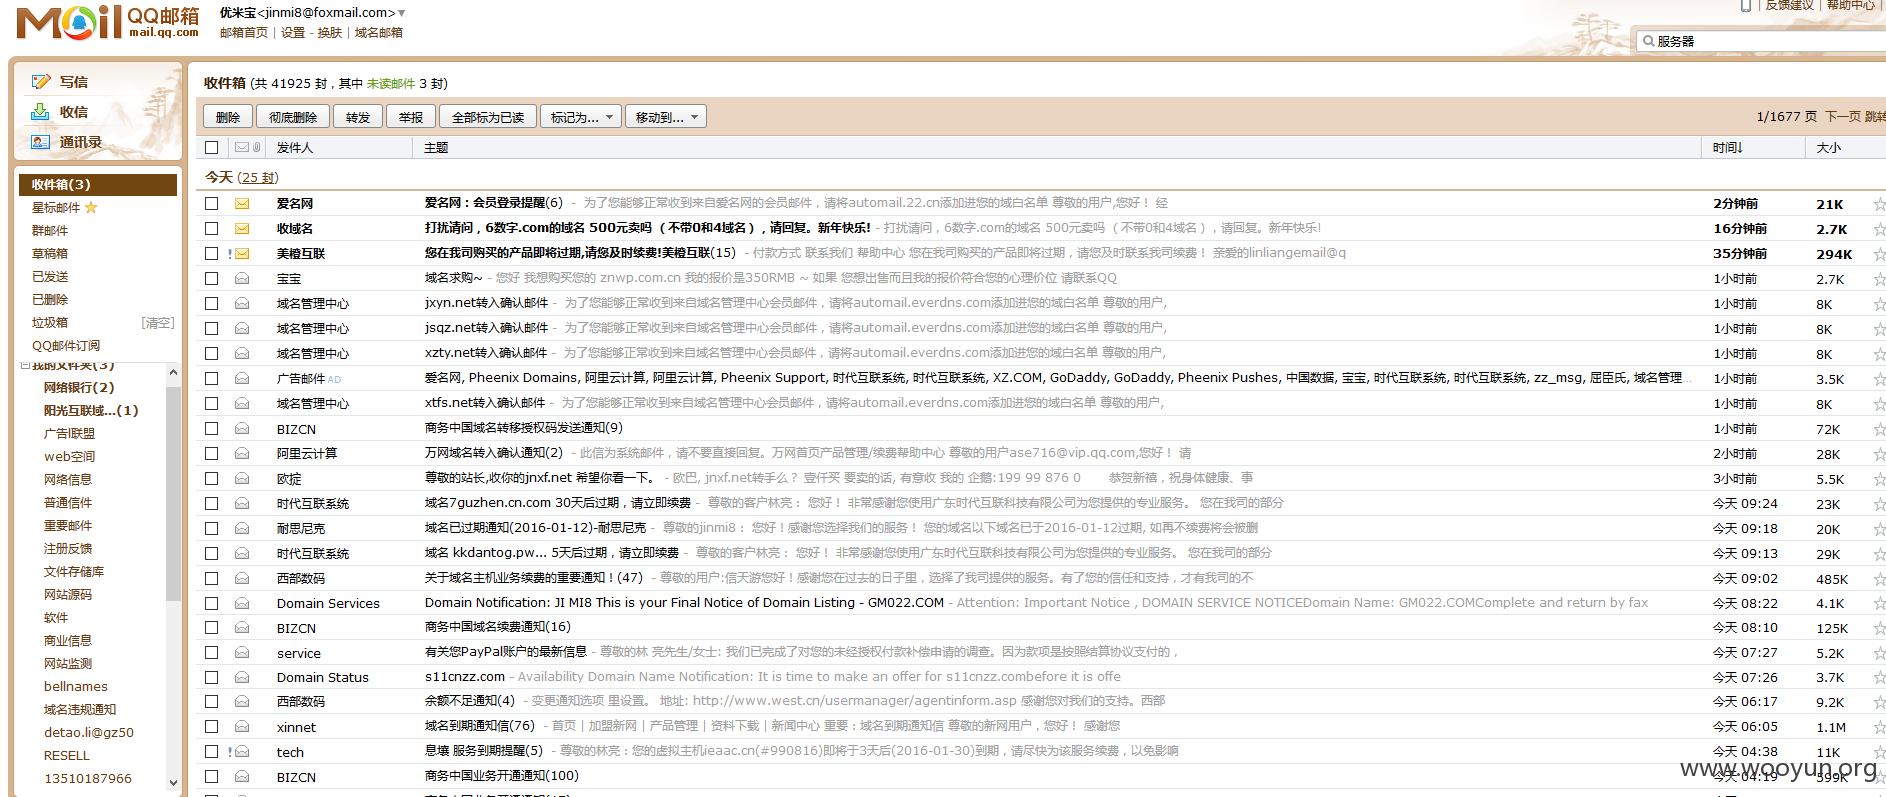 Mail QQ邮箱 mail.qq.com
优米宝<jinmi8@foxmail.com>
邮箱首页 | 设置 - 换肤 | 域名邮箱
反馈建议 | 帮助中心 |
服务器
写信
收信
通讯录
收件箱(3)
星标邮件
群邮件
草稿箱
已发送
已删除
垃圾箱 [清空]
QQ邮件订阅
我的文件夹(3)
网络银行(2)
阳光互联域...(1)
广告I联盟
web空间
网络信息
普通信件
重要邮件
注册反馈
文件存储库
网站源码
软件
商业信息
网站监测
bellnames
域名违规通知
detao.li@gz50
RESELL
13510187966
收件箱 (共 41925 封，其中 未读邮件 3 封)
删除 彻底删除 转发 举报 全部标为已读 标记为... 移动到... 1/1677 页 下一页 跳转
发件人 主题 时间↓ 大小
今天 (25 封)
爱名网 爱名网：会员登录提醒(6) - 为了您能够正常收到来自爱名网的会员邮件，请将automail.22.cn添加进您的域白名单 尊敬的用户,您好！ 经 2分钟前 21K
收域名 打扰请问，6数字.com的域名 500元卖吗 （不带0和4域名），请回复。新年快乐! - 打扰请问，6数字.com的域名 500元卖吗 （不带0和4域名），请回复。新年快乐! 16分钟前 2.7K
! 美橙互联 您在我司购买的产品即将过期,请您及时续费!美橙互联(15) - 付款方式 联系我们 帮助中心 您在我司购买的产品即将过期，请您及时联系我司续费！ 亲爱的linliangemail@q 35分钟前 294K
宝宝 域名求购~ - 您好 我想购买您的 znwp.com.cn 我的报价是350RMB ~ 如果 您想出售而且我的报价符合您的心理价位 请联系QQ 1小时前 2.7K
域名管理中心 jxyn.net转入确认邮件 - 为了您能够正常收到来自域名管理中心会员邮件，请将automail.everdns.com添加进您的域白名单 尊敬的用户, 1小时前 8K
域名管理中心 jsqz.net转入确认邮件 - 为了您能够正常收到来自域名管理中心会员邮件，请将automail.everdns.com添加进您的域白名单 尊敬的用户, 1小时前 8K
域名管理中心 xzty.net转入确认邮件 - 为了您能够正常收到来自域名管理中心会员邮件，请将automail.everdns.com添加进您的域白名单 尊敬的用户, 1小时前 8K
广告邮件 AD 爱名网, Pheenix Domains, 阿里云计算, 阿里云计算, Pheenix Support, 时代互联系统, 时代互联系统, XZ.COM, GoDaddy, GoDaddy, Pheenix Pushes, 中国数据, 宝宝, 时代互联系统, 时代互联系统, zz_msg, 屈臣氏, 域名管理... 1小时前 3.5K
域名管理中心 xtfs.net转入确认邮件 - 为了您能够正常收到来自域名管理中心会员邮件，请将automail.everdns.com添加进您的域白名单 尊敬的用户, 1小时前 8K
BIZCN 商务中国域名转移授权码发送通知(9) 1小时前 72K
阿里云计算 万网域名转入确认通知(2) - 此信为系统邮件，请不要直接回复。万网首页产品管理/续费帮助中心 尊敬的用户ase716@vip.qq.com,您好！ 请 2小时前 28K
欧掟 尊敬的站长,收你的jnxf.net 希望你看一下。 - 欧巴, jnxf.net转手么？ 壹仟买 要卖的话, 有意收 我的 企鹅:199 99 876 0 恭贺新禧，祝身体健康、事 3小时前 5.5K
时代互联系统 域名7guzhen.cn.com 30天后过期，请立即续费 - 尊敬的客户林亮： 您好！ 非常感谢您使用广东时代互联科技有限公司为您提供的专业服务。 您在我司的部分 今天 09:24 23K
耐思尼克 域名已过期通知(2016-01-12)-耐思尼克 - 尊敬的jinmi8： 您好！感谢您选择我们的服务！ 您的域名以下域名已于2016-01-12过期, 如再不续费将会被删 今天 09:18 20K
时代互联系统 域名 kkdantog.pw... 5天后过期，请立即续费 - 尊敬的客户林亮： 您好！ 非常感谢您使用广东时代互联科技有限公司为您提供的专业服务。 您在我司的部分 今天 09:13 29K
西部数码 关于域名主机业务续费的重要通知！(47) - 尊敬的用户:信天游您好！感谢您在过去的日子里，选择了我司提供的服务。有了您的信任和支持，才有我司的不 今天 09:02 485K
Domain Services Domain Notification: JI MI8 This is your Final Notice of Domain Listing - GM022.COM - Attention: Important Notice , DOMAIN SERVICE NOTICEDomain Name: GM022.COMComplete and return by fax 今天 08:22 4.1K
BIZCN 商务中国域名续费通知(16) 今天 08:10 125K
service 有关您PayPal账户的最新信息 - 尊敬的林 亮先生/女士: 我们已完成了对您的未经授权付款补偿申请的调查。因为款项是按照结算协议支付的， 今天 07:27 5.2K
Domain Status s11cnzz.com - Availability Domain Name Notification: It is time to make an offer for s11cnzz.combefore it is offe 今天 07:26 3.7K
西部数码 余额不足通知(4) - 变更通知选项 里设置。 地址: http://www.west.cn/usermanager/agentinform.asp 感谢您对我们的支持。西部 今天 06:17 9.2K
xinnet 域名到期通知信(76) - 首页 | 加盟新网 | 产品管理 | 资料下载 | 新闻中心 重要：域名到期通知信 尊敬的新网用户，您好！ 感谢您 今天 06:05 1.1M
! tech 息壤 服务到期提醒(5) - 尊敬的林亮：您的虚拟主机ieaac.cn(#990816)即将于3天后(2016-01-30)到期，请尽快为该服务续费，以免影响 今天 04:38 11K
BIZCN 商务中国业务开通通知(100) 今天 04:19 599K
www.wooyun.org